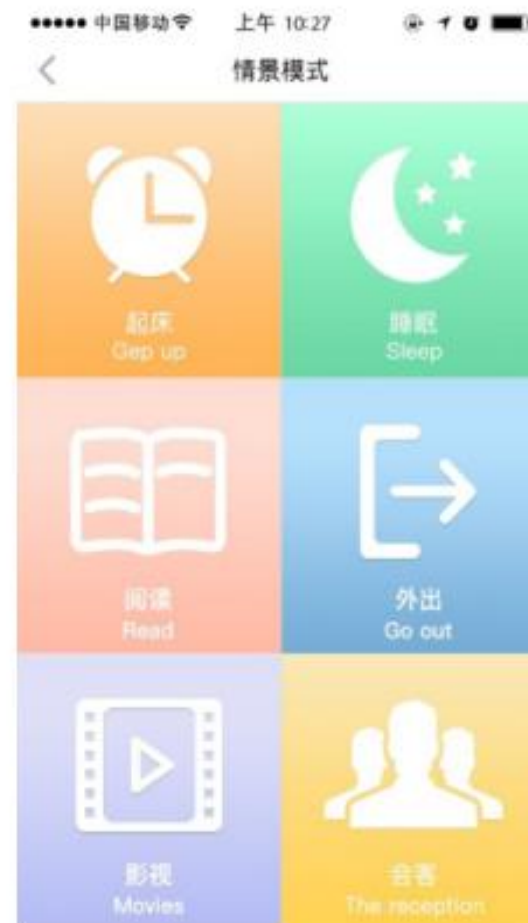 中国移动 上午 10:27
情景模式
起床
Gep up
睡眠
Sleep
阅读
Read
外出
Go out
影视
Movies
会客
The reception